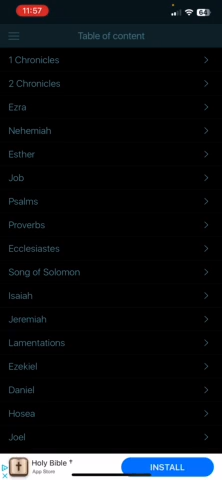 11:57
64
Table of content
1 Chronicles
2 Chronicles
Ezra
Nehemiah
Esther
Job
Psalms
Proverbs
Ecclesiastes
Song of Solomon
Isaiah
Jeremiah
Lamentations
Ezekiel
Daniel
Hosea
Joel
Holy Bible †
App Store
INSTALL